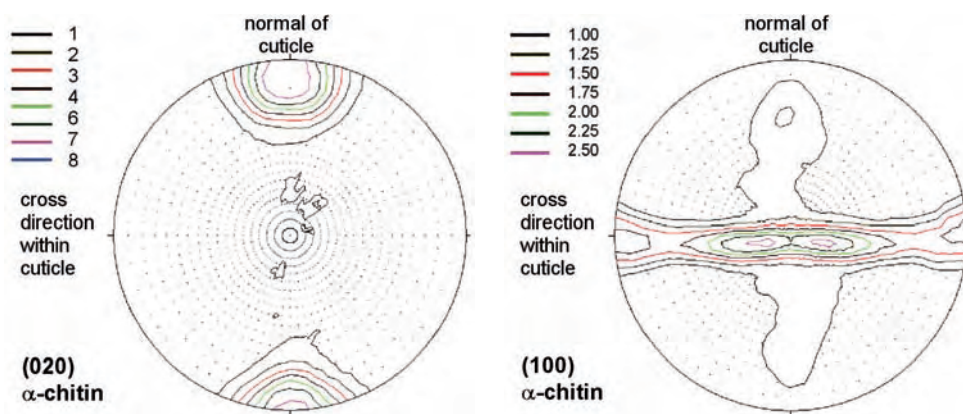 1
2
3
4
6
7
8
normal of
cuticle
cross
direction
within
cuticle
(020)
α-chitin
1.00
1.25
1.50
1.75
2.00
2.25
2.50
normal of
cuticle
cross
direction
within
cuticle
(100)
α-chitin